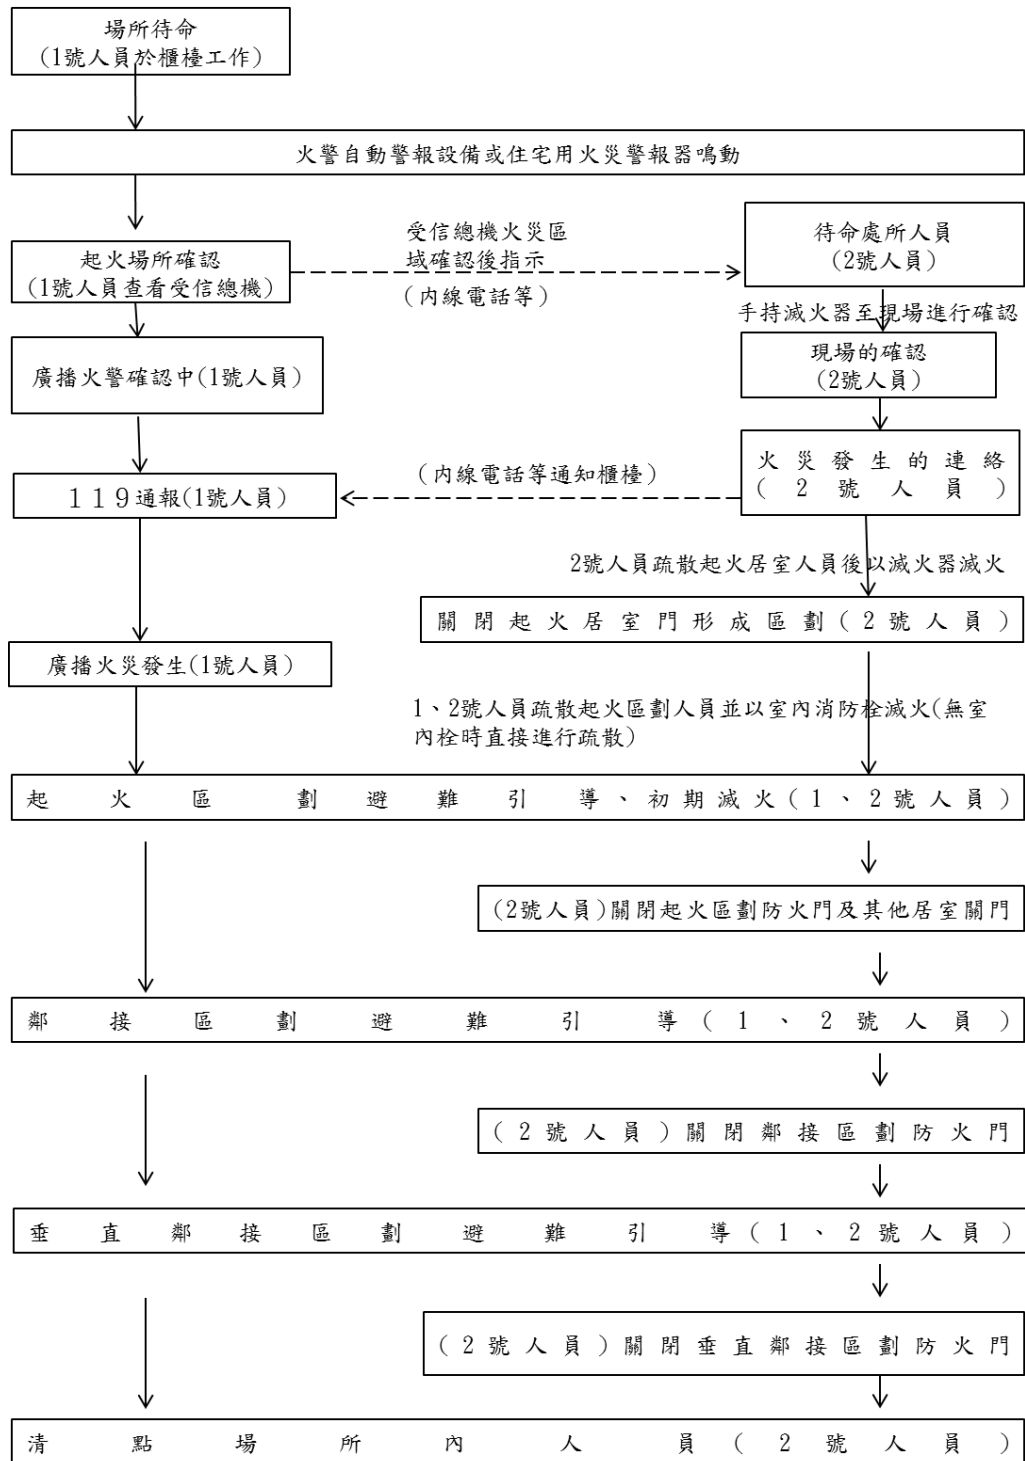 場所待命
(1號人員於櫃檯工作)
火警自動警報設備或住宅用火災警報器鳴動
起火場所確認
(1號人員查看受信總機)
受信總機火災區
域確認後指示
(內線電話等)
待命處所人員
(2號人員)
手持滅火器至現場進行確認
廣播火警確認中(1號人員)
現場的確認
(2號人員)
火災發生的連絡
(2號人員)
(內線電話等通知櫃檯)
119通報(1號人員)
2號人員疏散起火居室人員後以滅火器滅火
關閉起火居室門形成區劃(2號人員)
廣播火災發生(1號人員)
1、2號人員疏散起火區劃人員並以室內消防栓滅火(無室
內栓時直接進行疏散)
起火區劃避難引導、初期滅火(1、2號人員)
(2號人員)關閉起火區劃防火門及其他居室關門
鄰接區劃避難引導(1、2號人員)
(2號人員)關閉鄰接區劃防火門
垂直鄰接區劃避難引導(1、2號人員)
(2號人員)關閉垂直鄰接區劃防火門
清點場所內人員(2號人員)